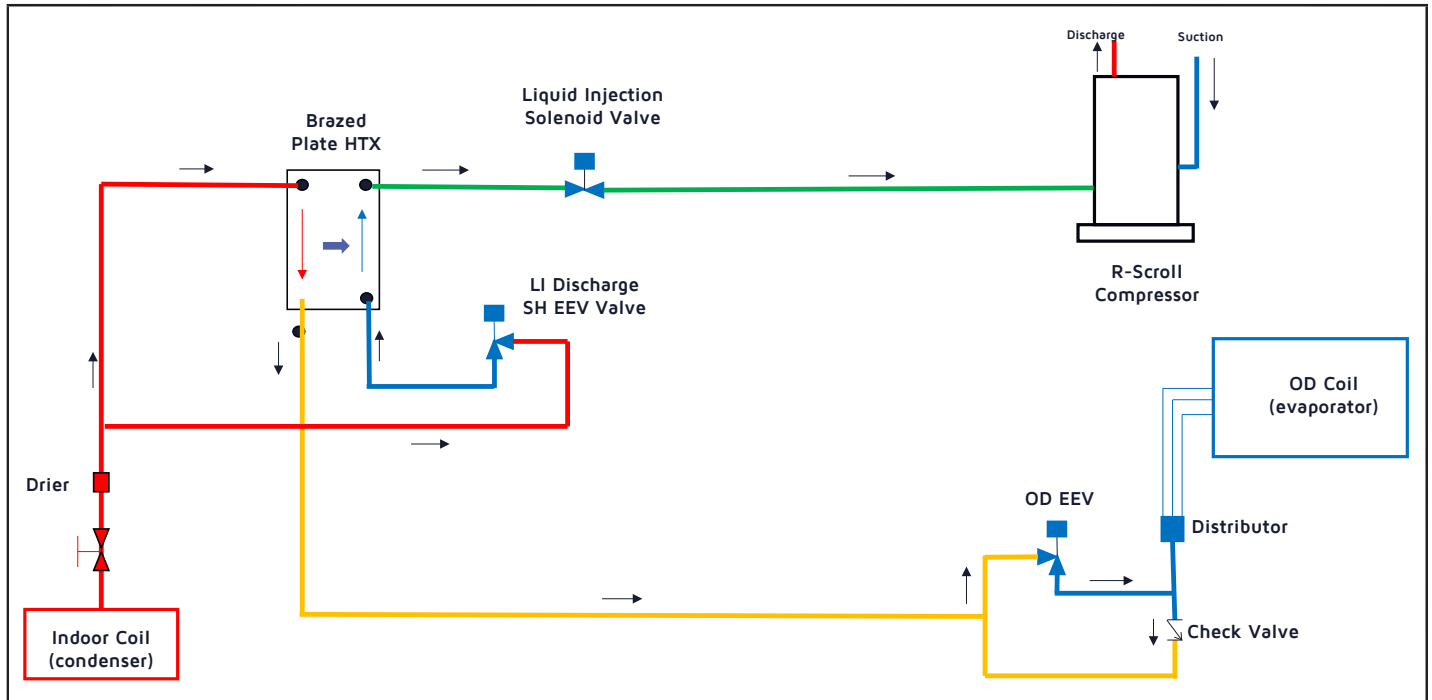 Discharge
Suction
Liquid Injection
Solenoid Valve
Brazed
Plate HTX
R-Scroll
Compressor
LI Discharge
SH EEV Valve
OD Coil
(evaporator)
Drier
OD EEV
Distributor
Indoor Coil
(condenser)
Check Valve